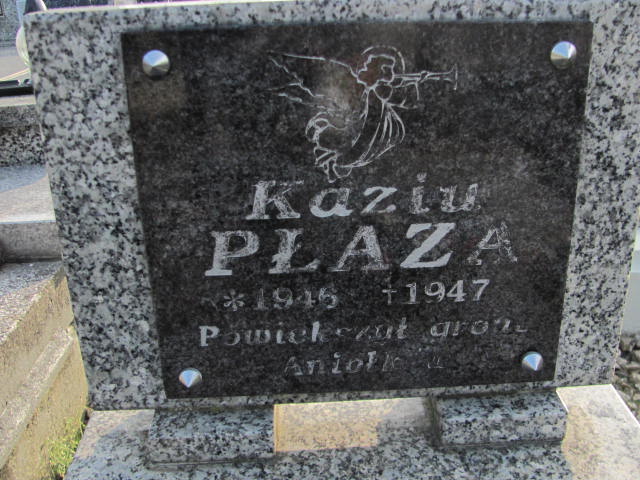 Kaziu
PŁAZA
*1946 †1947
Powiększył grono
Aniołków